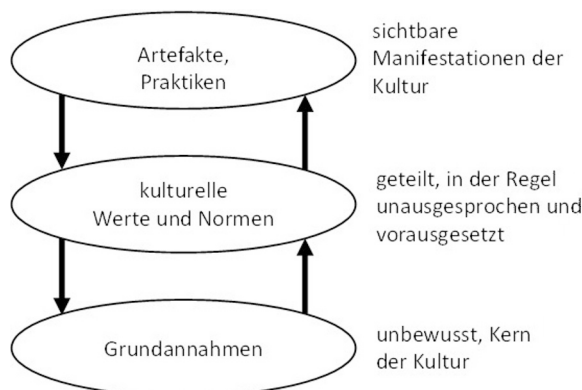 Artefakte,
Praktiken
sichtbare
Manifestationen der
Kultur
kulturelle
Werte und Normen
geteilt, in der Regel
unausgesprochen und
vorausgesetzt
Grundannahmen
unbewusst, Kern
der Kultur